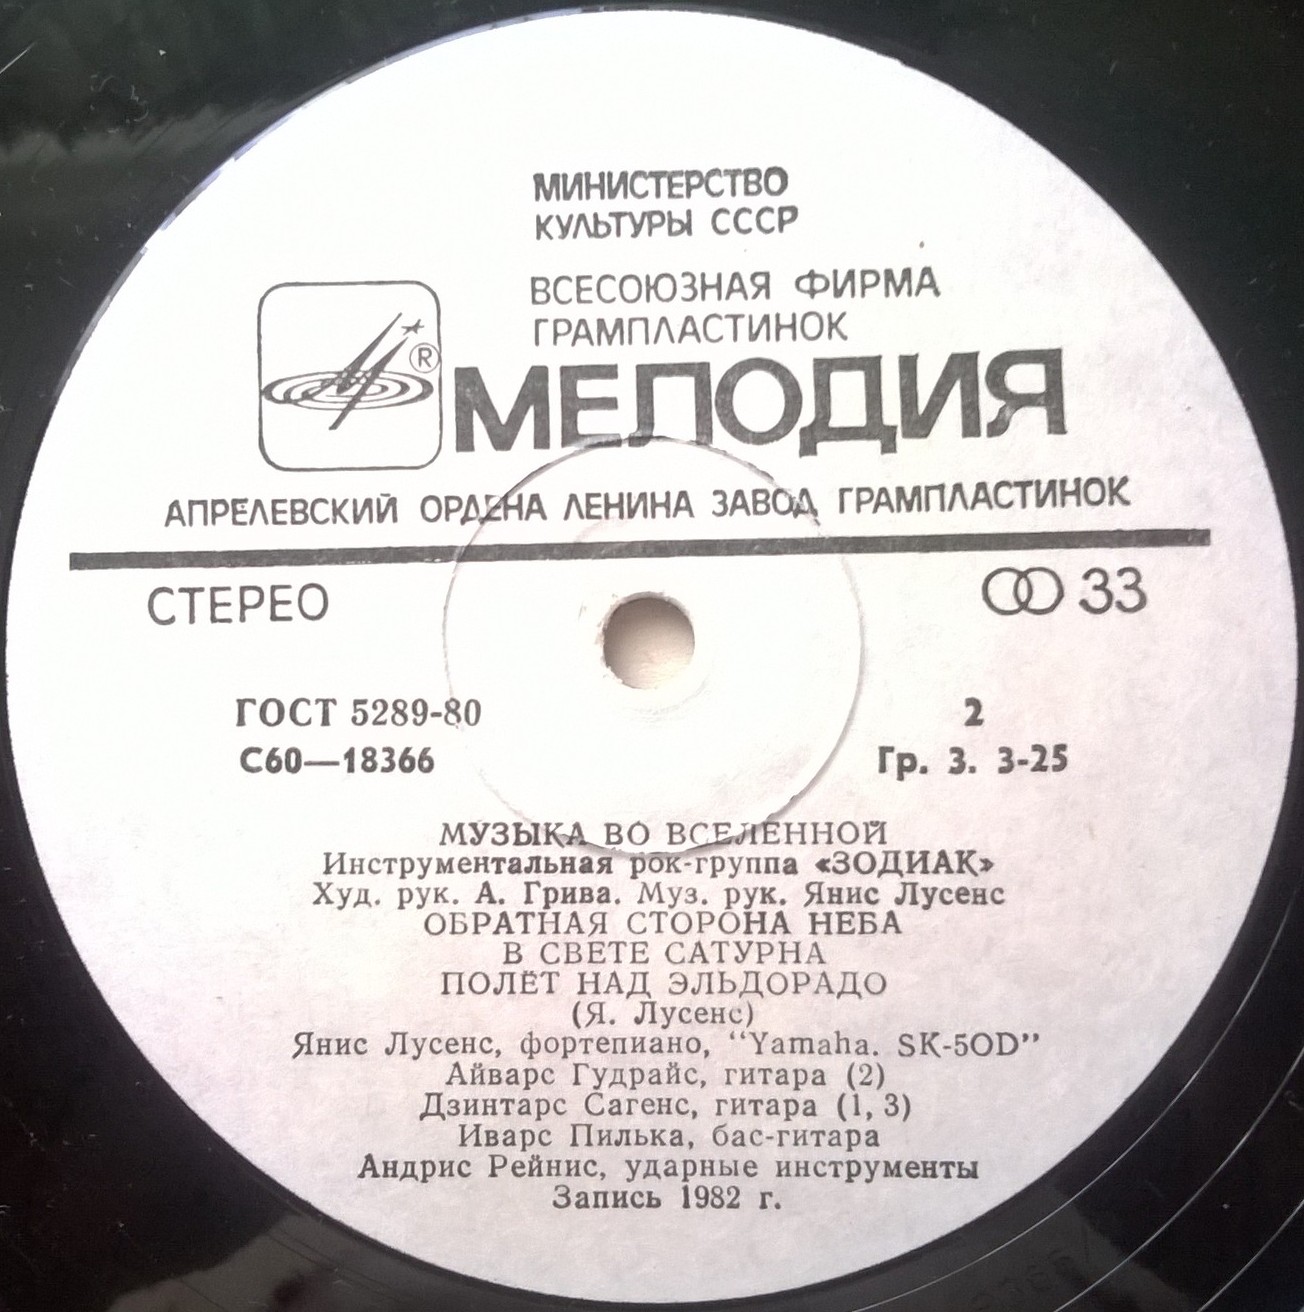 МИНИСТЕРСТВО
КУЛЬТУРЫ СССР
ВСЕСОЮЗНАЯ ФИРМА
ГРАМПЛАСТИНОК
®
МЕЛОДИЯ
АПРЕЛЕВСКИЙ ОРДЕНА ЛЕНИНА ЗАВОД ГРАМПЛАСТИНОК
СТЕРЕО
33
ГОСТ 5289-80
2
С60—18366
Гр. 3. 3-25
МУЗЫКА ВО ВСЕЛЕННОЙ
Инструментальная рок-группа «ЗОДИАК»
Худ. рук. А. Грива. Муз. рук. Янис Лусенс
ОБРАТНАЯ СТОРОНА НЕБА
В СВЕТЕ САТУРНА
ПОЛЁТ НАД ЭЛЬДОРАДО
(Я. Лусенс)
Янис Лусенс, фортепиано, “Yamaha. SK-5OD”
Айварс Гудрайс, гитара (2)
Дзинтарс Сагенс, гитара (1, 3)
Иварс Пилька, бас-гитара
Андрис Рейнис, ударные инструменты
Запись 1982 г.